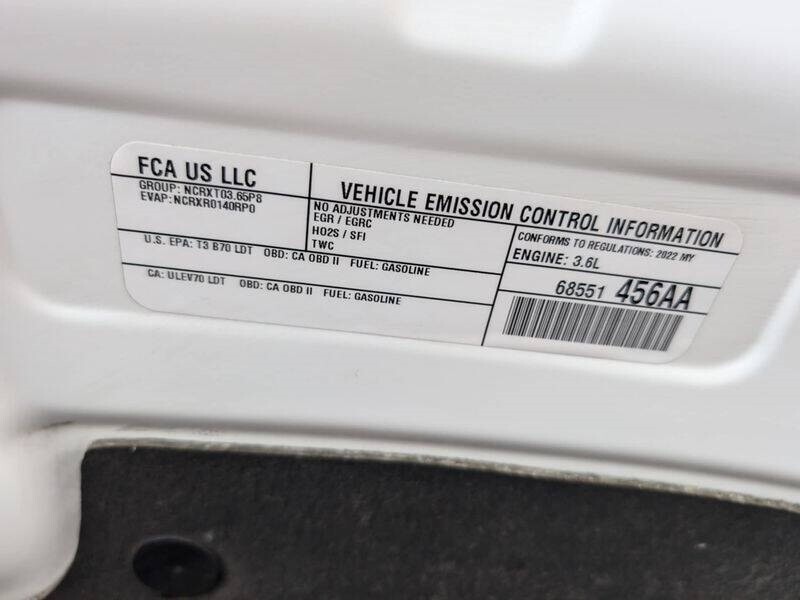 FCA US LLC
GROUP: NCRXT03.65P8
EVAP: NCRXR0140RP0
VEHICLE EMISSION CONTROL INFORMATION
NO ADJUSTMENTS NEEDED
EGR / EGRC
HO2S / SFI
TWC
CONFORMS TO REGULATIONS: 2022 MY
ENGINE: 3.6L
U.S. EPA: T3 B70 LDT OBD: CA OBD II FUEL: GASOLINE
CA: ULEV70 LDT OBD: CA OBD II FUEL: GASOLINE
68551 456AA